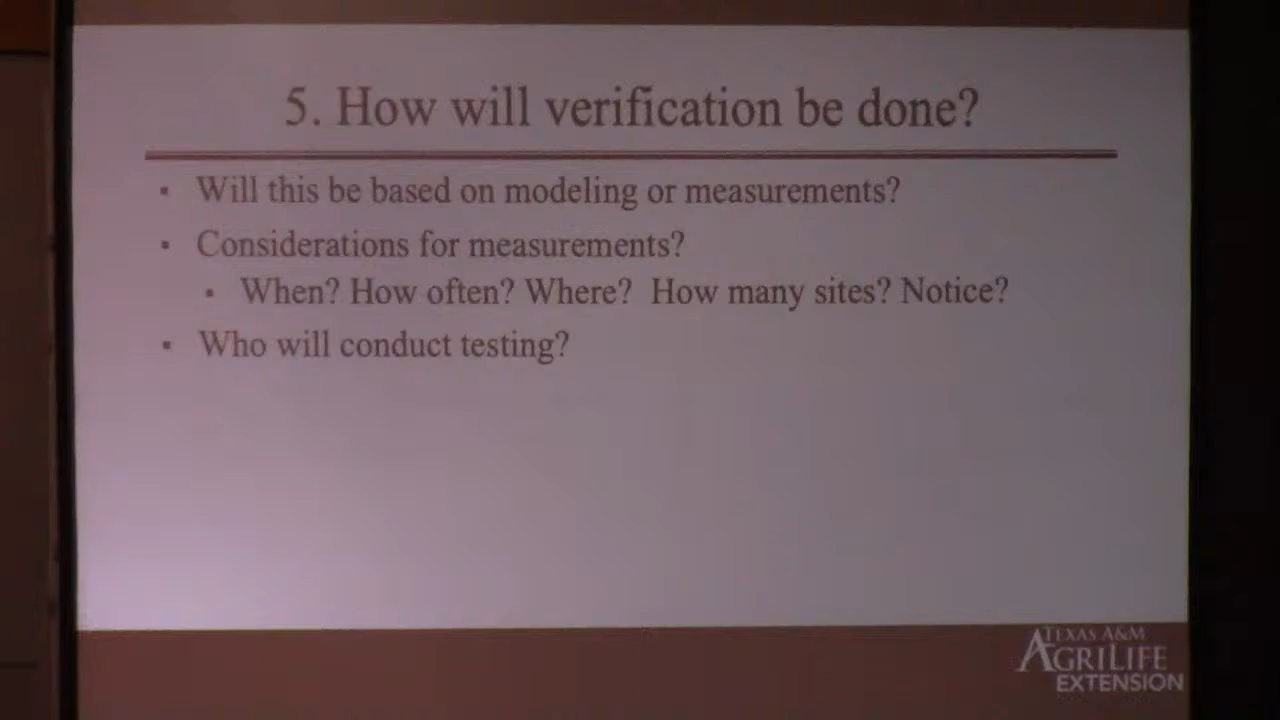 5. How will verification be done?
▪ Will this be based on modeling or measurements?
▪ Considerations for measurements?
▪ When? How often? Where? How many sites? Notice?
▪ Who will conduct testing?
TEXAS A&M
AGRILIFE
EXTENSION